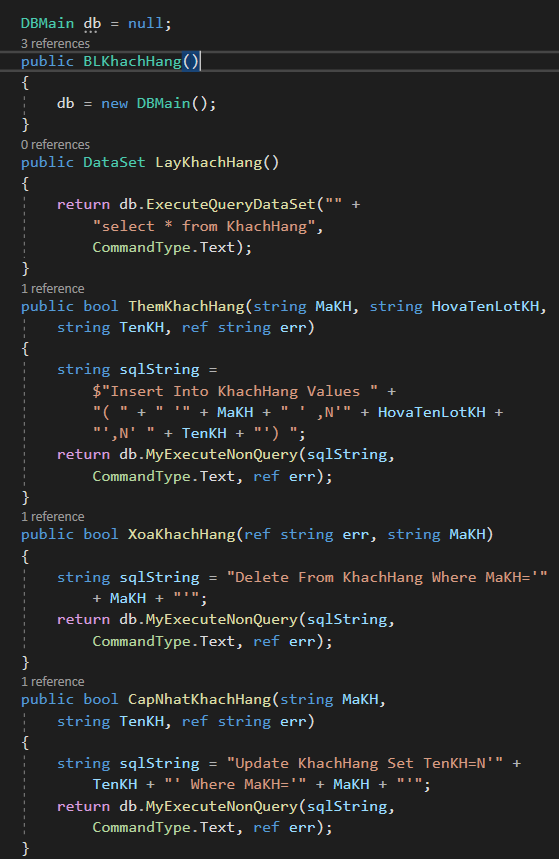 DBMain db = null;
3 references
public BLKhachHang()
{
db = new DBMain();
}
0 references
public DataSet LayKhachHang()
{
return db.ExecuteQueryDataSet("" +
"select * from KhachHang",
CommandType.Text);
}
1 reference
public bool ThemKhachHang(string MaKH, string HovaTenLotKH,
string TenKH, ref string err)
{
string sqlString =
$"Insert Into KhachHang Values " +
"( " + " '" + MaKH + " ' ,N'" + HovaTenLotKH +
"',N' " + TenKH + "') ";
return db.MyExecuteNonQuery(sqlString,
CommandType.Text, ref err);
}
1 reference
public bool XoaKhachHang(ref string err, string MaKH)
{
string sqlString = "Delete From KhachHang Where MaKH='"
+ MaKH + "'";
return db.MyExecuteNonQuery(sqlString,
CommandType.Text, ref err);
}
1 reference
public bool CapNhatKhachHang(string MaKH,
string TenKH, ref string err)
{
string sqlString = "Update KhachHang Set TenKH=N'" +
TenKH + "' Where MaKH='" + MaKH + "'";
return db.MyExecuteNonQuery(sqlString,
CommandType.Text, ref err);
}